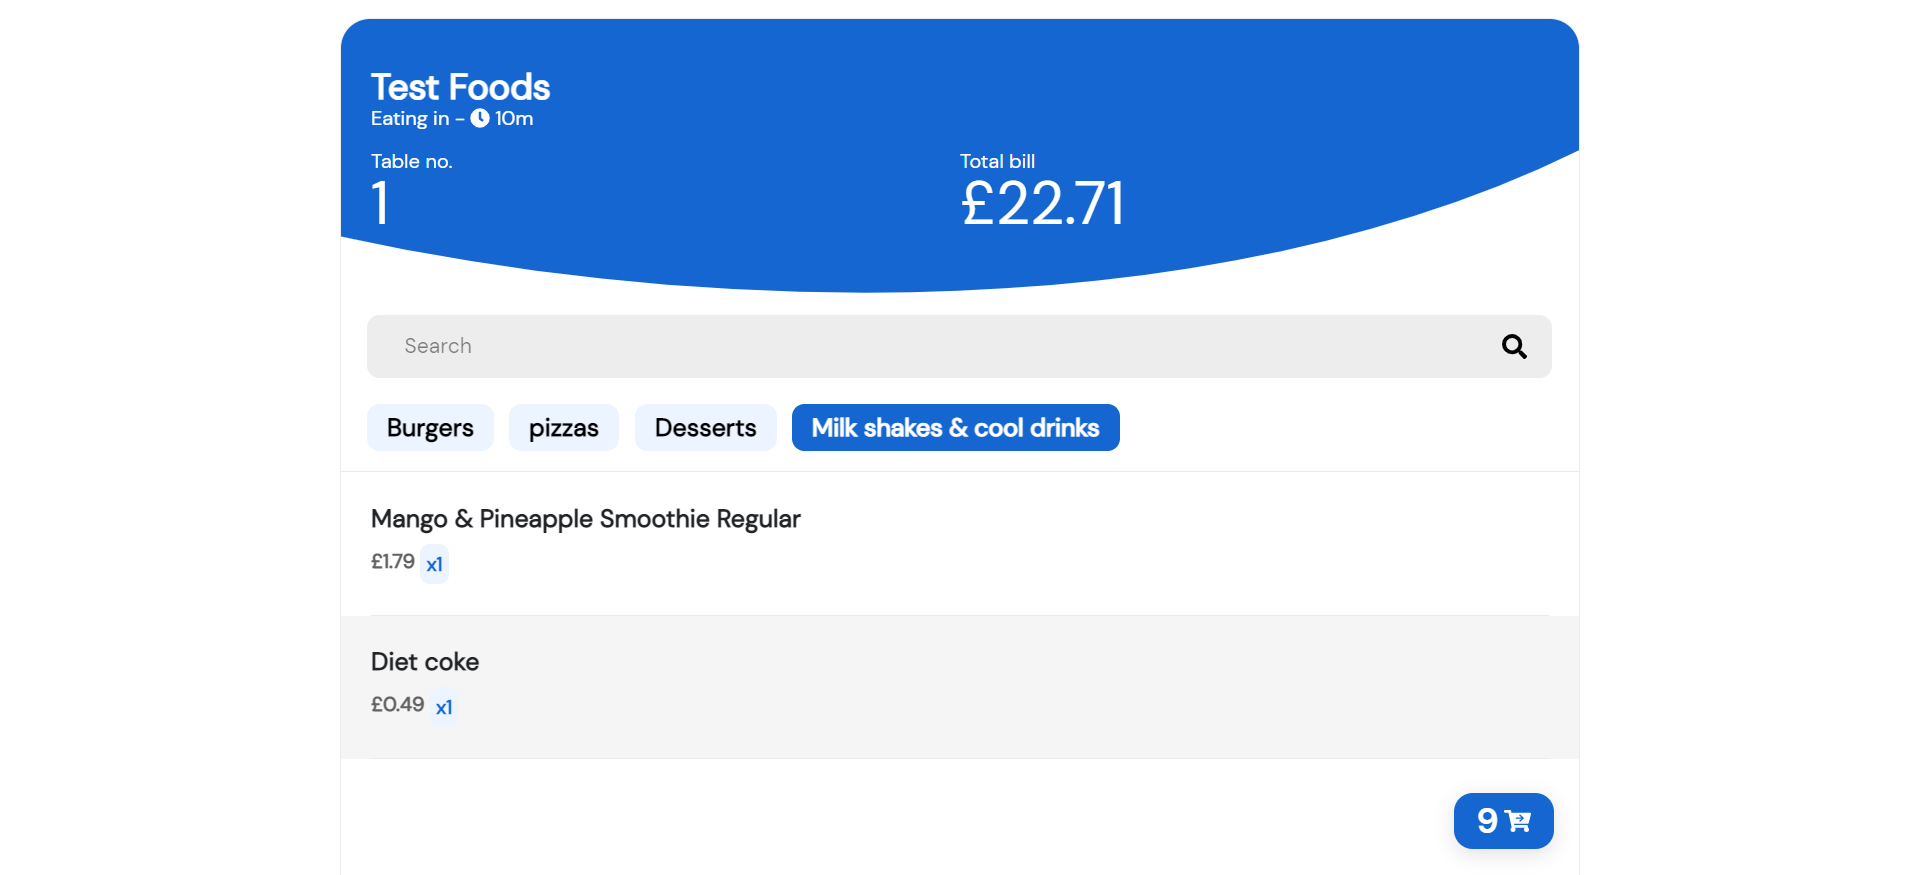 Test Foods
Eating in - 10m
Table no.
1
Total bill
£22.71
Search
Burgers
pizzas
Desserts
Milk shakes & cool drinks
Mango & Pineapple Smoothie Regular
£1.79 x1
Diet coke
£0.49 x1
9